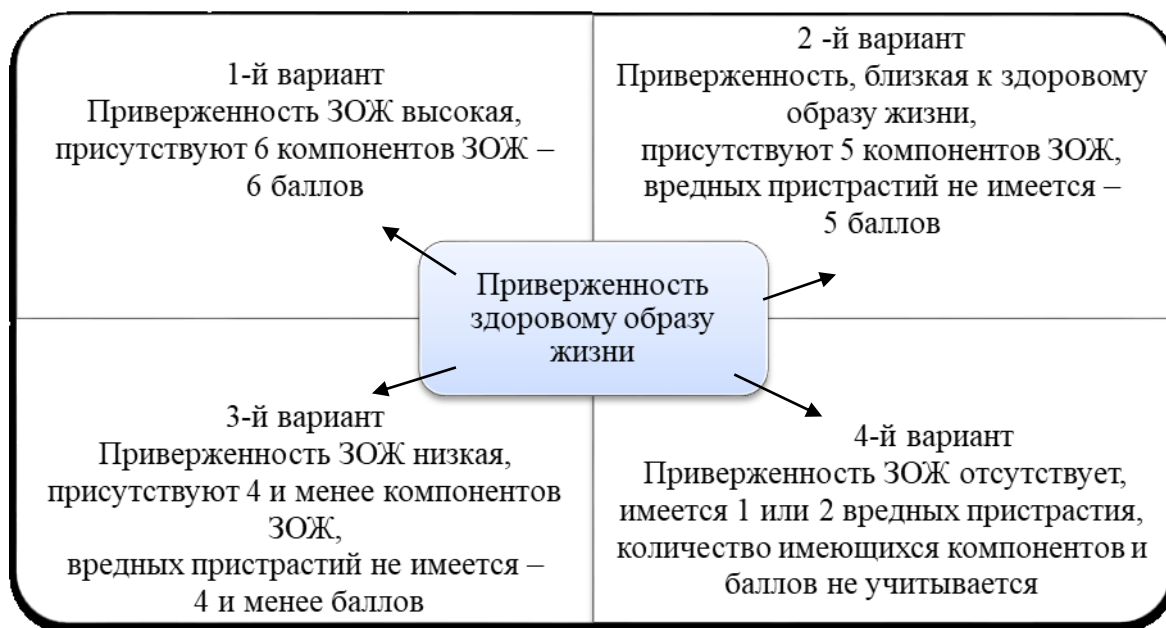 1-й вариант
Приверженность ЗОЖ высокая,
присутствуют 6 компонентов ЗОЖ –
6 баллов
2 -й вариант
Приверженность, близкая к здоровому
образу жизни,
присутствуют 5 компонентов ЗОЖ,
вредных пристрастий не имеется –
5 баллов
Приверженность
здоровому образу
жизни
3-й вариант
Приверженность ЗОЖ низкая,
присутствуют 4 и менее компонентов
ЗОЖ,
вредных пристрастий не имеется –
4 и менее баллов
4-й вариант
Приверженность ЗОЖ отсутствует,
имеется 1 или 2 вредных пристрастия,
количество имеющихся компонентов и
баллов не учитывается